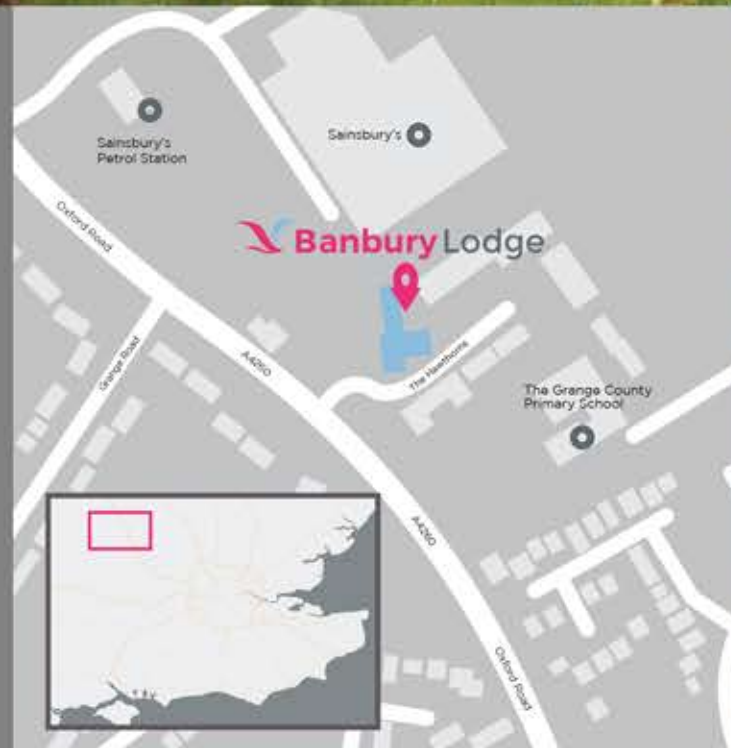 Sainsbury's
Petrol Station
Sainsbury's
Oxford Road
Banbury Lodge
Grange Road
A4260
The Hawthorns
The Grange County
Primary School
A4260
Oxford Road